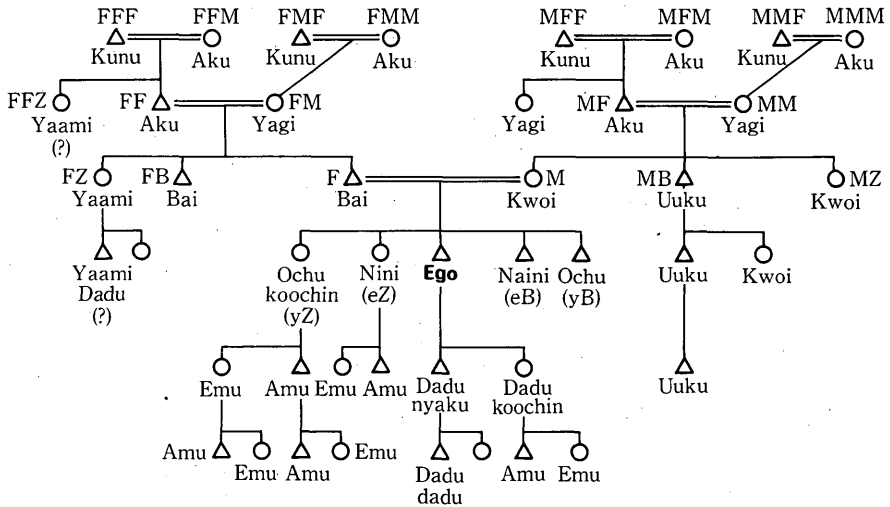 FFF FFM FMF FMM MFF MFM MMF MMM
Kunu Aku Kunu Aku Kunu Aku Kunu Aku
FFZ FF FM MF MM
Yaami Aku Yagi Yagi Aku Yagi
(?)
FZ FB F M MB MZ
Yaami Bai Bai Kwoi Uuku Kwoi
Yaami Ochu Nini Ego Naini Ochu Uuku Kwoi
Dadu koochin (eZ) (eB) (yB)
(?) (yZ)
Emu Amu Emu Amu Dadu Dadu Uuku
nyaku koochin
Amu Emu Amu Emu Dadu Amu Emu
dadu